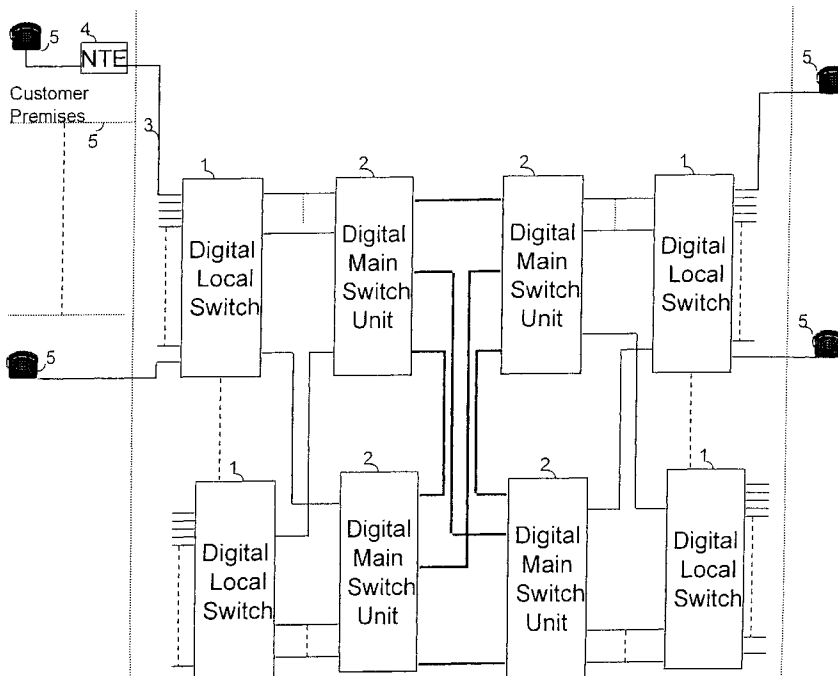 5
4
NTE
5
Customer
Premises
5
3
1
2
2
1
Digital
Local
Switch
Digital
Main
Switch
Unit
Digital
Main
Switch
Unit
Digital
Local
Switch
5
5
1
2
2
1
Digital
Local
Switch
Digital
Main
Switch
Unit
Digital
Main
Switch
Unit
Digital
Local
Switch